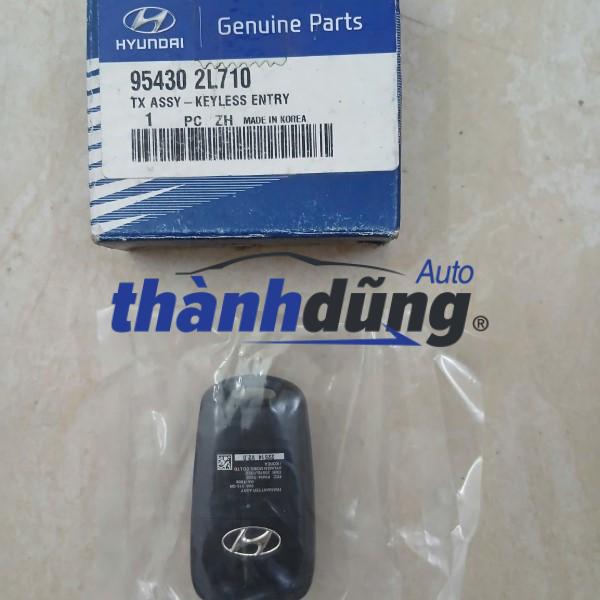 HYUNDAI
Genuine Parts
95430 2L710
TX ASSY-KEYLESS ENTRY
1 PC ZH MADE IN KOREA
Auto
thànhdũng®